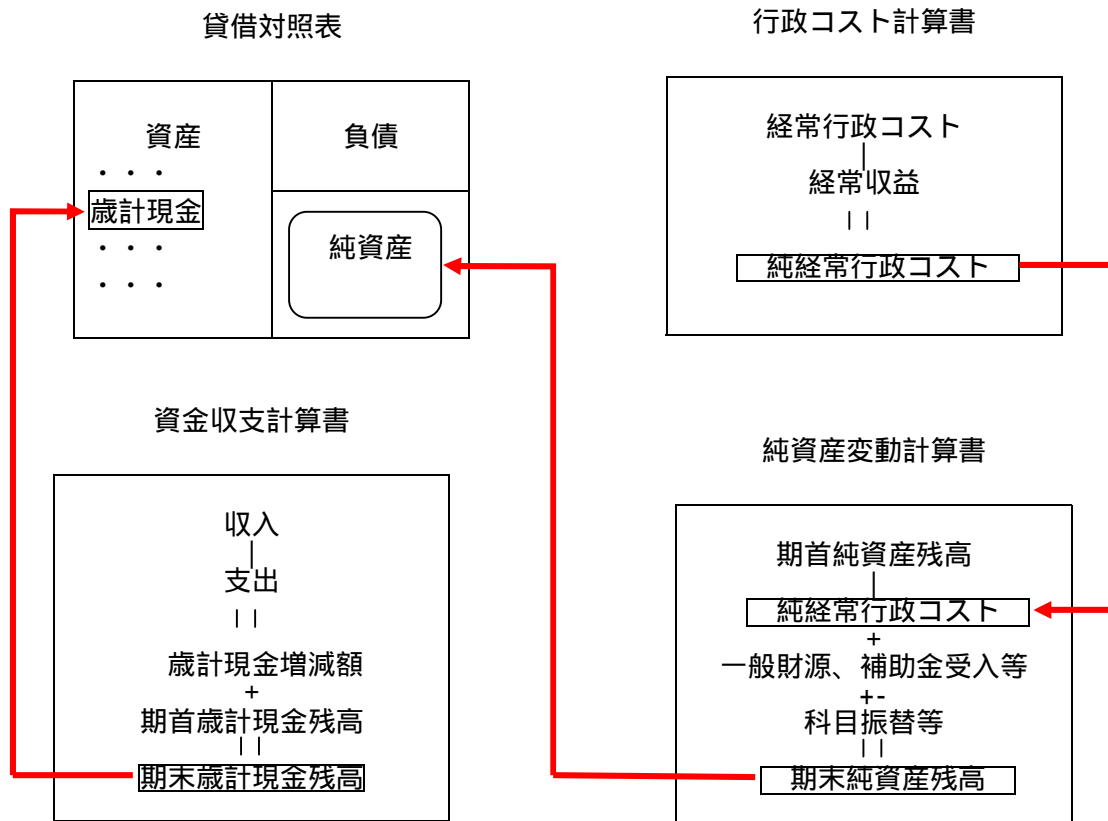 貸借対照表
資産
負債
・・・
歳計現金
・・・
・・・
純資産
行政コスト計算書
経常行政コスト
|
経常収益
||
純経常行政コスト
資金収支計算書
収入
|
支出
||
歳計現金増減額
+
期首歳計現金残高
||
期末歳計現金残高
純資産変動計算書
期首純資産残高
|
純経常行政コスト
+
一般財源、補助金受入等
+-
科目振替等
||
期末純資産残高